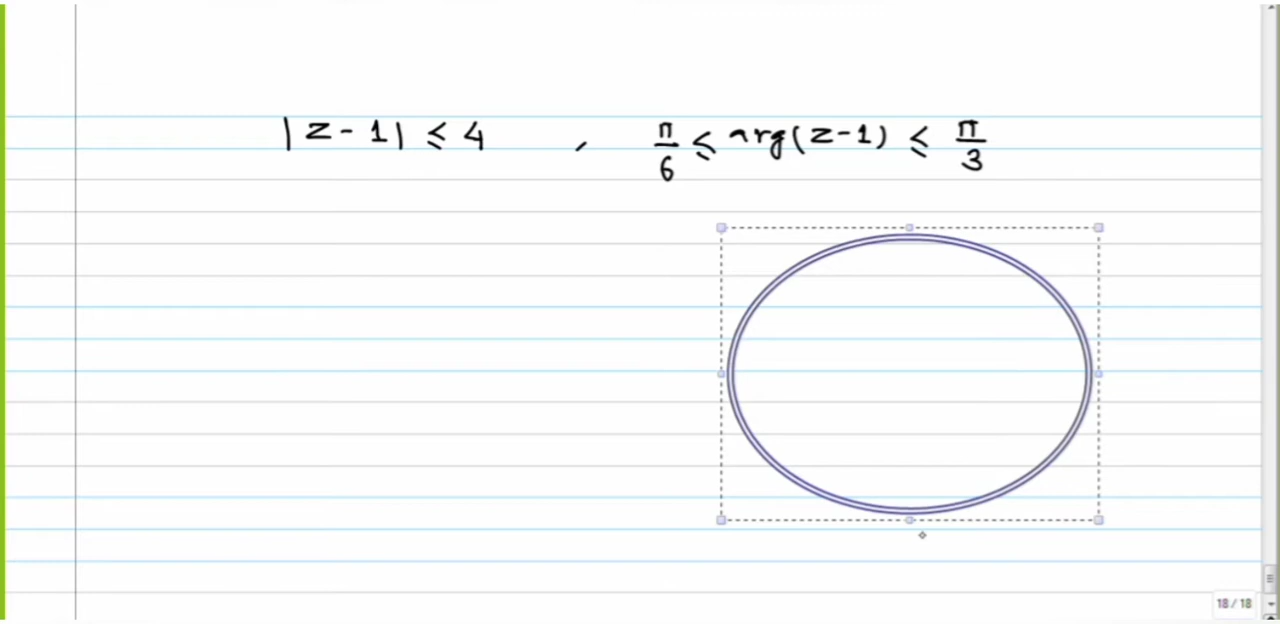 |z-1| ≤ 4 , π/6 ≤ arg(z-1) ≤ π/3
18 / 18